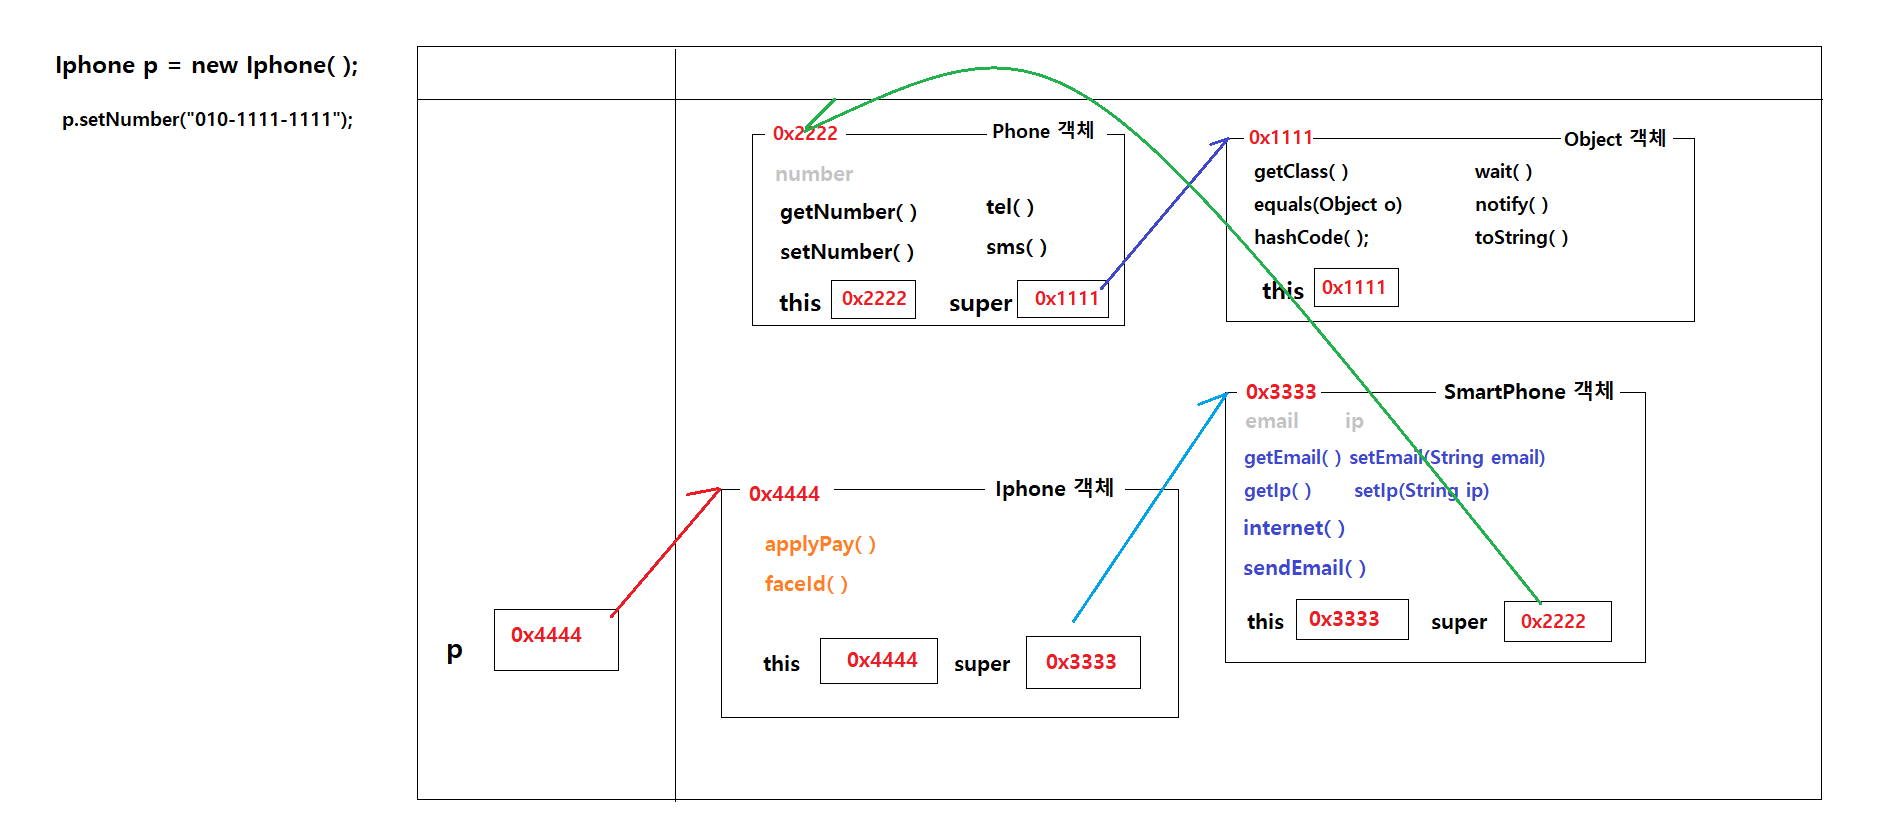 Iphone p = new Iphone( );
p.setNumber("010-1111-1111");
0x2222 Phone 객체
number
getNumber( ) tel( )
setNumber( ) sms( )
this 0x2222 super 0x1111
0x1111 Object 객체
getClass( ) wait( )
equals(Object o) notify( )
hashCode( ); toString( )
this 0x1111
0x3333 SmartPhone 객체
email ip
getEmail( ) setEmail(String email)
getIp( ) setIp(String ip)
internet( )
sendEmail( )
this 0x3333 super 0x2222
0x4444 Iphone 객체
applyPay( )
faceId( )
this 0x4444 super 0x3333
p 0x4444